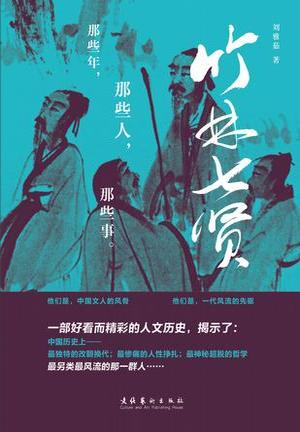 刘雅茹 著
竹林七贤
那些年，
那些人，
那些事。
他们是，中国文人的风骨
他们是，一代风流的先驱
一部好看而精彩的人文历史，揭示了：
中国历史上——
最独特的改朝换代；最惨痛的人性挣扎；最神秘超脱的哲学
最另类最风流的那一群人……
文化艺术出版社
Culture and Art Publishing House